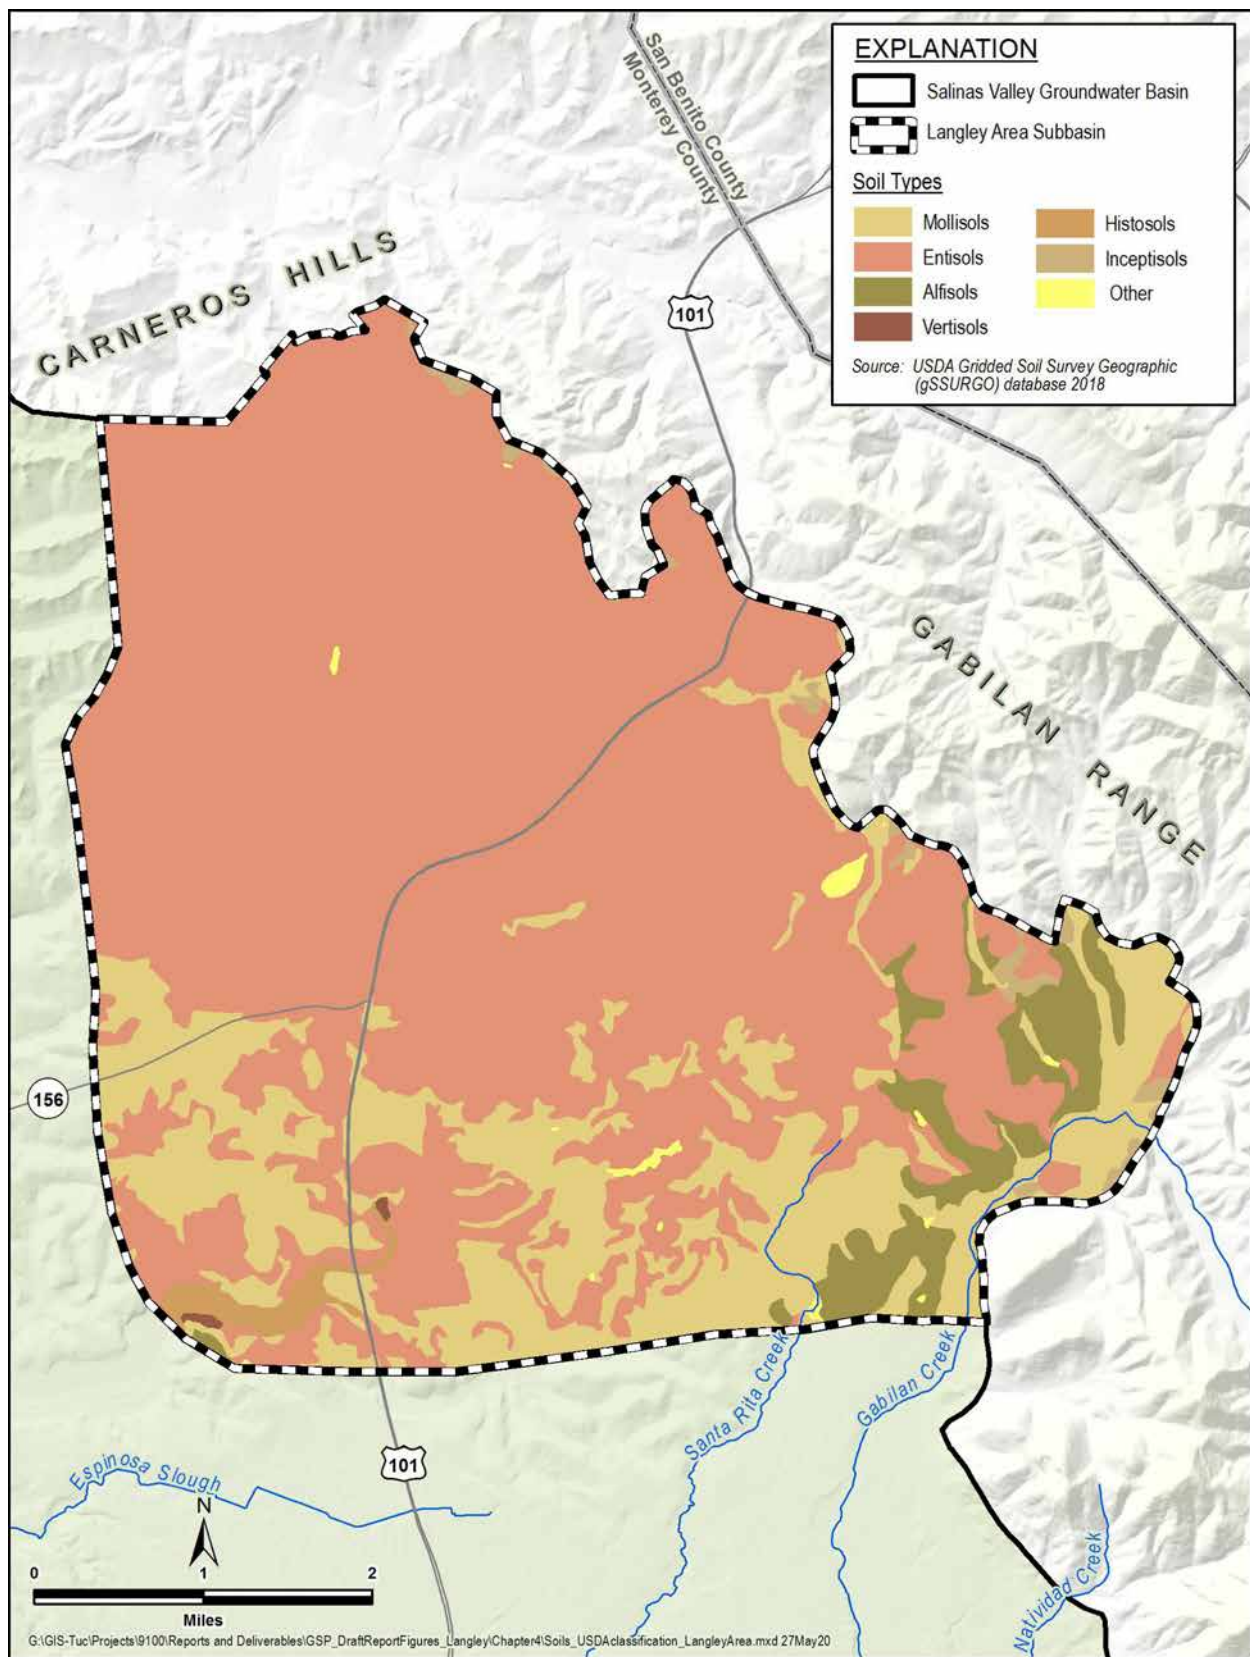 EXPLANATION
Salinas Valley Groundwater Basin
Langley Area Subbasin
Soil Types
Mollisols
Entisols
Alfisols
Vertisols
Histosols
Inceptisols
Other
Source: USDA Gridded Soil Survey Geographic
(gSSURGO) database 2018
San Benito County
Monterey County
CARNEROS HILLS
101
GABILAN RANGE
156
Santa Rita Creek
Gabilan Creek
101
Espinosa Slough
Natividad Creek
N
0 1 2
Miles
G:\GIS-Tuc\Projects\9100\Reports and Deliverables\GSP_DraftReportFigures_Langley\Chapter4\Soils_USDAclassification_LangleyArea.mxd 27May20